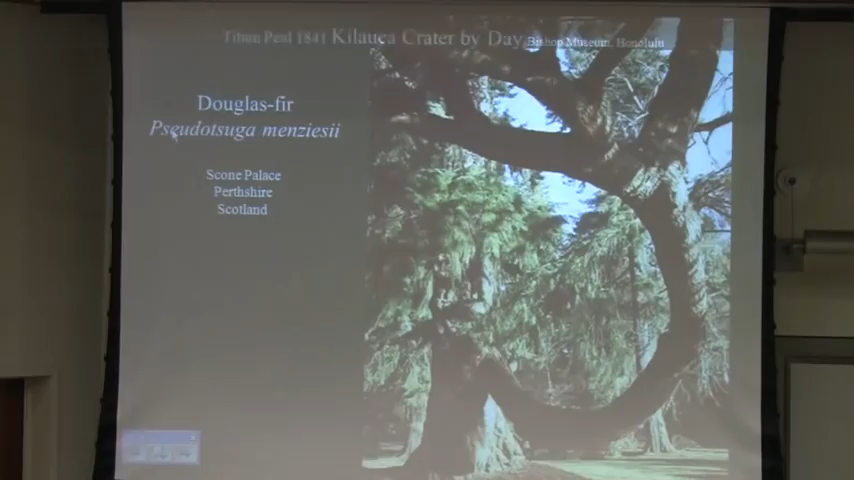 Titian Peal 1841 Kilauea Crater by Day Bishop Museum, Honolulu
Douglas-fir
Pseudotsuga menziesii
Scone Palace
Perthshire
Scotland